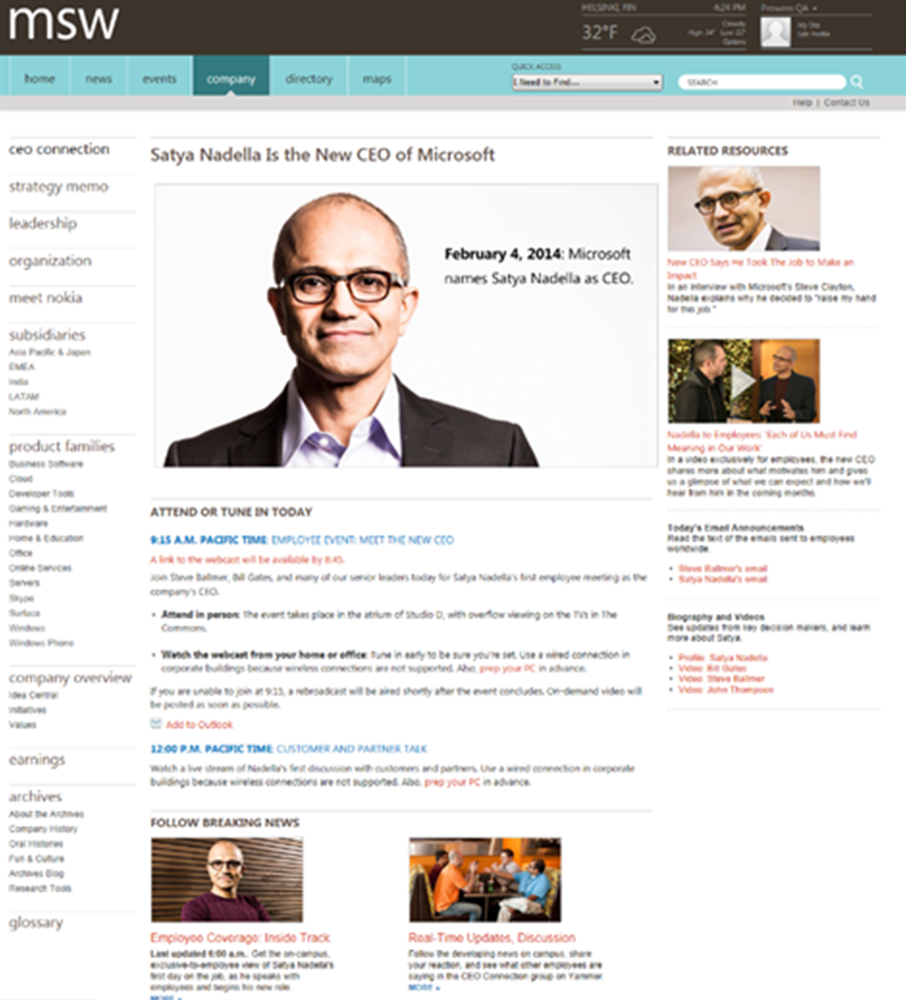 msw
HELSINKI, FIN 4:24 PM
32°F
Cloudy
High 34° Low 32°
Options
Prowess QA
My Site
Edit Profile
home news events company directory maps
QUICK ACCESS
I Need to Find...
SEARCH
Help | Contact Us
ceo connection
strategy memo
leadership
organization
meet nokia
subsidiaries
Asia Pacific & Japan
EMEA
India
LATAM
North America
product families
Business Software
Cloud
Developer Tools
Gaming & Entertainment
Hardware
Home & Education
Office
Online Services
Servers
Skype
Surface
Windows
Windows Phone
company overview
Idea Central
Initiatives
Values
earnings
archives
About the Archives
Company History
Oral Histories
Fun & Culture
Archives Blog
Research Tools
glossary
Satya Nadella Is the New CEO of Microsoft
February 4, 2014: Microsoft
names Satya Nadella as CEO.
ATTEND OR TUNE IN TODAY
9:15 A.M. PACIFIC TIME: EMPLOYEE EVENT: MEET THE NEW CEO
A link to the webcast will be available by 8:45.
Join Steve Ballmer, Bill Gates, and many of our senior leaders today for Satya Nadella's first employee meeting as the
company's CEO.
• Attend in person: The event takes place in the atrium of Studio D, with overflow viewing on the TVs in The
Commons.
• Watch the webcast from your home or office: Tune in early to be sure you're set. Use a wired connection in
corporate buildings because wireless connections are not supported. Also, prep your PC in advance.
If you are unable to join at 9:15, a rebroadcast will be aired shortly after the event concludes. On-demand video will
be posted as soon as possible.
Add to Outlook
12:00 P.M. PACIFIC TIME: CUSTOMER AND PARTNER TALK
Watch a live stream of Nadella's first discussion with customers and partners. Use a wired connection in corporate
buildings because wireless connections are not supported. Also, prep your PC in advance.
FOLLOW BREAKING NEWS
Employee Coverage: Inside Track
Last updated 6:00 a.m.: Get the on-campus,
exclusive-to-employee view of Satya Nadella's
first day on the job, as he speaks with
employees and begins his new role.
MORE »
Real-Time Updates, Discussion
Follow the developing news on campus, share
your reaction, and see what other employees are
saying in the CEO Connection group on Yammer.
MORE »
RELATED RESOURCES
New CEO Says He Took The Job to Make an
Impact
In an interview with Microsoft's Steve Clayton,
Nadella explains why he decided to "raise my hand
for this job."
Nadella to Employees: 'Each of Us Must Find
Meaning in Our Work'
In a video exclusively for employees, the new CEO
shares more about what motivates him and gives
us a glimpse of what we can expect and how we'll
hear from him in the coming months.
Today's Email Announcements
Read the text of the emails sent to employees
worldwide.
• Steve Ballmer's email
• Satya Nadella's email
Biography and Videos
See updates from key decision makers, and learn
more about Satya.
• Profile: Satya Nadella
• Video: Bill Gates
• Video: Steve Ballmer
• Video: John Thompson